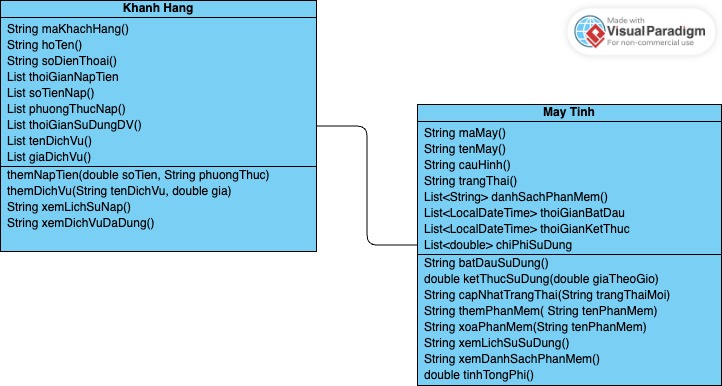 Khanh Hang
String maKhachHang()
String hoTen()
String soDienThoai()
List thoiGianNapTien
List soTienNap()
List phuongThucNap()
List thoiGianSuDungDV()
List tenDichVu()
List giaDichVu()
themNapTien(double soTien, String phuongThuc)
themDichVu(String tenDichVu, double gia)
String xemLichSuNap()
String xemDichVuDaDung()
Made with
Visual Paradigm
For non-commercial use
May Tinh
String maMay()
String tenMay()
String cauHinh()
String trangThai()
List<String> danhSachPhanMem()
List<LocalDateTime> thoiGianBatDau
List<LocalDateTime> thoiGianKetThuc
List<double> chiPhiSuDung
String batDauSuDung()
double ketThucSuDung(double giaTheoGio)
String capNhatTrangThai(String trangThaiMoi)
String themPhanMem( String tenPhanMem)
String xoaPhanMem(String tenPhanMem)
String xemLichSuSuDung()
String xemDanhSachPhanMem()
double tinhTongPhi()